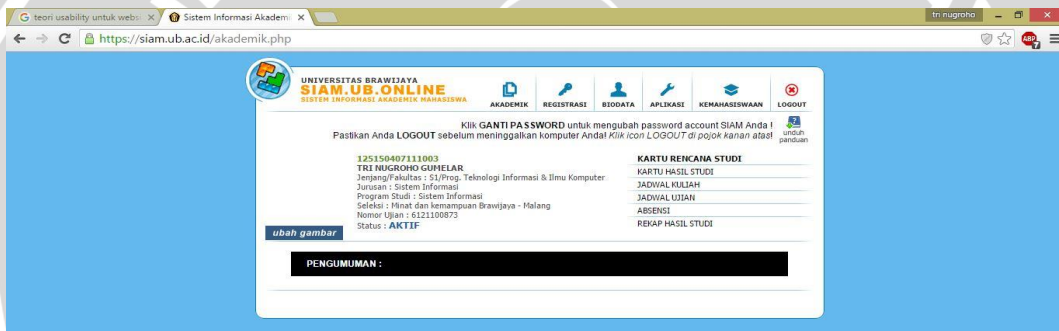 teori usability untuk websi
Sistem Informasi Akademi
tri nugroho
https://siam.ub.ac.id/akademik.php
ABP
7
UNIVERSITAS BRAWIJAYA
SIAM.UB.ONLINE
SISTEM INFORMASI AKADEMIK MAHASISWA
AKADEMIK
REGISTRASI
BIODATA
APLIKASI
KEMAHASISWAAN
LOGOUT
Klik GANTI PASSWORD untuk mengubah password account SIAM Anda !
Pastikan Anda LOGOUT sebelum meninggalkan komputer Anda! Klik icon LOGOUT di pojok kanan atas!
unduh
panduan
125150407111003
TRI NUGROHO GUMELAR
Jenjang/Fakultas : S1/Prog. Teknologi Informasi & Ilmu Komputer
Jurusan : Sistem Informasi
Program Studi : Sistem Informasi
Seleksi : Minat dan kemampuan Brawijaya - Malang
Nomor Ujian : 6121100873
Status : AKTIF
ubah gambar
KARTU RENCANA STUDI
KARTU HASIL STUDI
JADWAL KULIAH
JADWAL UJIAN
ABSENSI
REKAP HASIL STUDI
PENGUMUMAN :